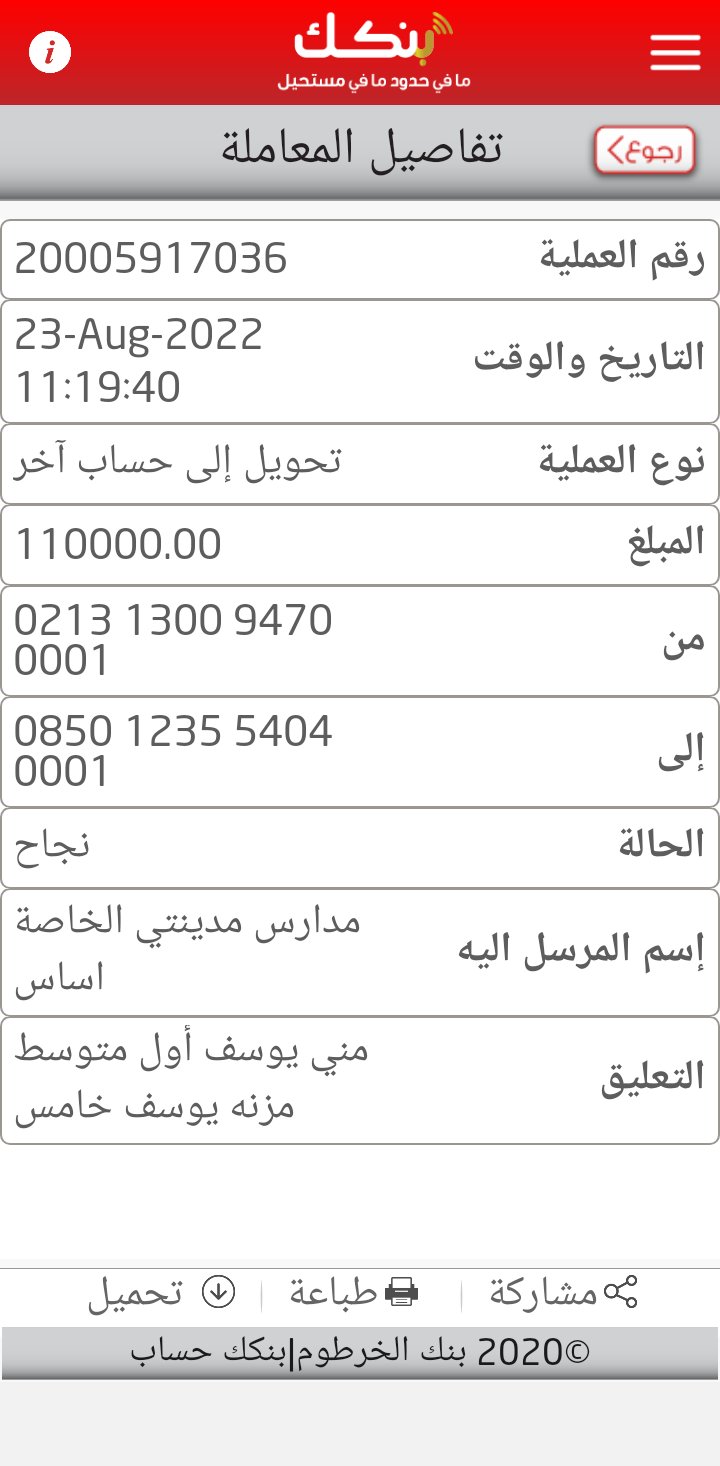 بنكك
ما في حدود ما في مستحيل
رجوع
تفاصيل المعاملة
رقم العملية 20005917036
التاريخ والوقت 23-Aug-2022
11:19:40
نوع العملية تحويل إلى حساب آخر
المبلغ 110000.00
من 0213 1300 9470
0001
إلى 0850 1235 5404
0001
الحالة نجاح
إسم المرسل اليه مدارس مدينتي الخاصة
اساس
التعليق مني يوسف أول متوسط
مزنه يوسف خامس
مشاركة طباعة تحميل
©2020 بنك الخرطوم|بنكك حساب